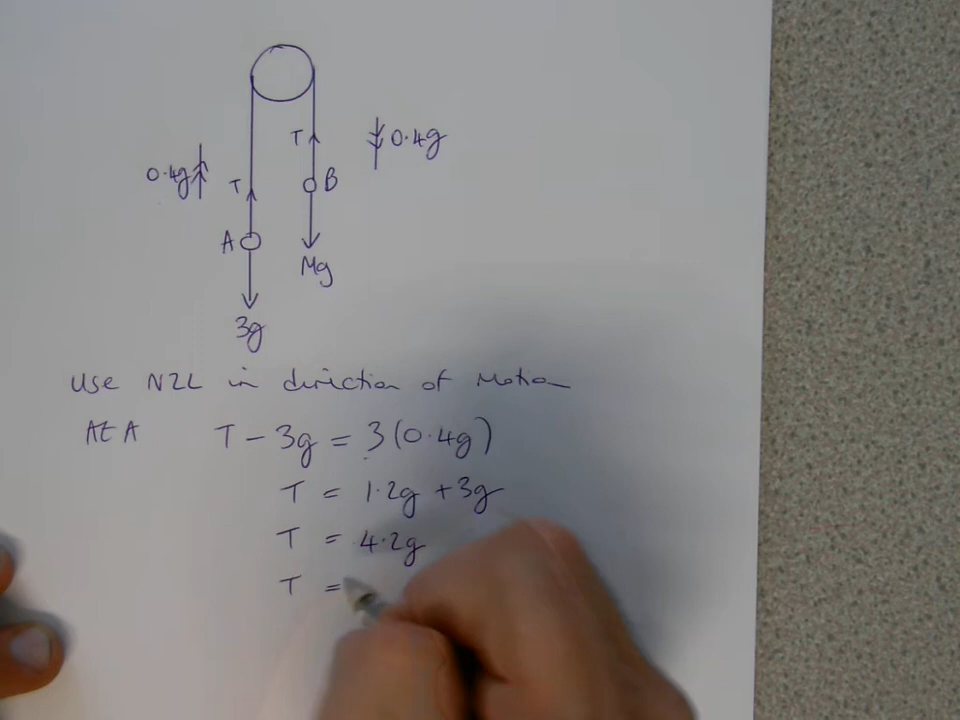 T
0.4g
0.4g
T
B
A
Mg
3g
Use N2L in direction of Motion
At A T - 3g = 3(0.4g)
T = 1.2g + 3g
T = 4.2g
T =